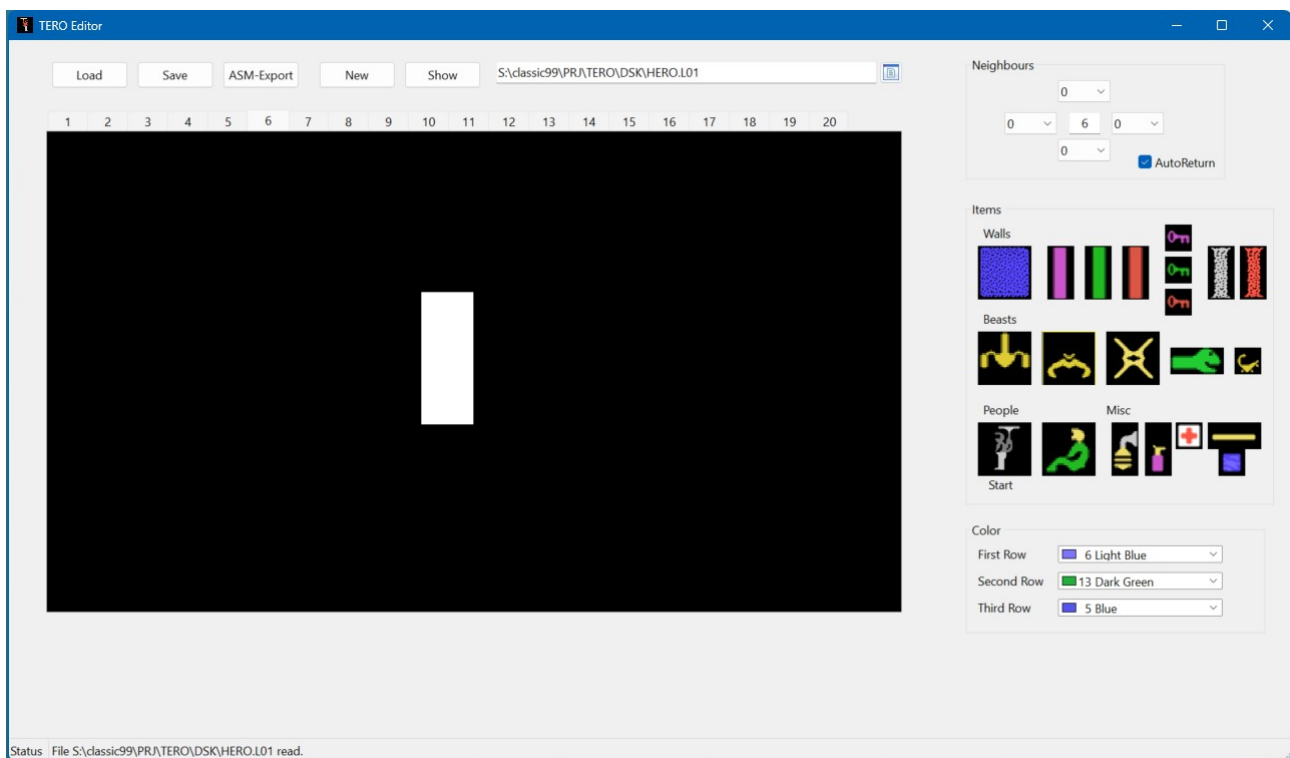 TERO Editor
Load Save ASM-Export New Show S:\classic99\PRJ\TERO\DSK\HERO.L01
1 2 3 4 5 6 7 8 9 10 11 12 13 14 15 16 17 18 19 20
Neighbours
0
0 6 0
0
AutoReturn
Items
Walls
Beasts
People Misc
Start
Color
First Row 6 Light Blue
Second Row 13 Dark Green
Third Row 5 Blue
Status File S:\classic99\PRJ\TERO\DSK\HERO.L01 read.